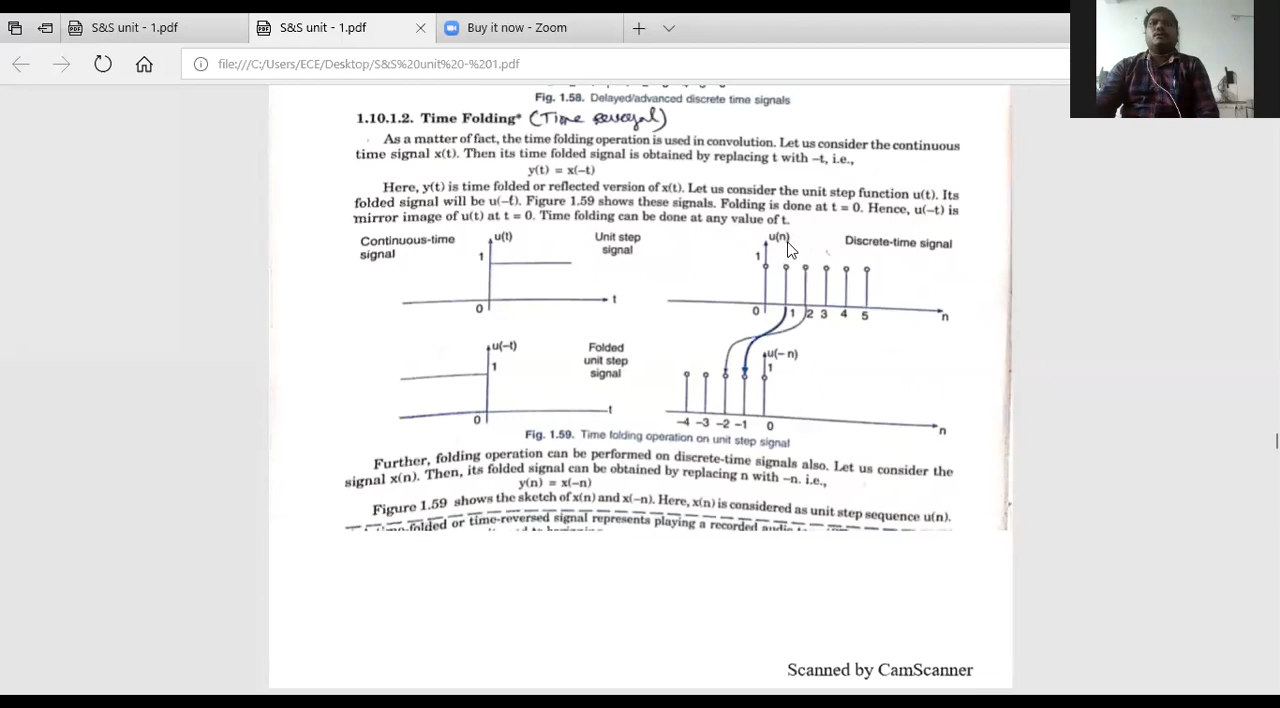 S&S unit - 1.pdf
S&S unit - 1.pdf
Buy it now - Zoom
file:///C:/Users/ECE/Desktop/S&S%20unit%20-%201.pdf
Fig. 1.58. Delayed/advanced discrete time signals
1.10.1.2. Time Folding* (Time
As a matter of fact, the time folding operation is used in convolution. Let us consider the continuous
time signal x(t). Then its time folded signal is obtained by replacing t with –t, i.e.,
y(t) = x(–t)
Here, y(t) is time folded or reflected version of x(t). Let us consider the unit step function u(t). Its
folded signal will be u(–t). Figure 1.59 shows these signals. Folding is done at t = 0. Hence, u(–t) is
mirror image of u(t) at t = 0. Time folding can be done at any value of t.
Continuous-time
signal
u(t)
1
0
t
Unit step
signal
u(n)
1
Discrete-time signal
0 1 2 3 4 5
n
u(–t)
1
0
t
Folded
unit step
signal
u(– n)
1
–4 –3 –2 –1 0
n
Fig. 1.59. Time folding operation on unit step signal
Further, folding operation can be performed on discrete-time signals also. Let us consider the
signal x(n). Then, its folded signal can be obtained by replacing n with –n. i.e.,
y(n) = x(–n)
Figure 1.59 shows the sketch of x(n) and x(–n). Here, x(n) is considered as unit step sequence u(n).
folded or time-reversed signal represents playing a recorded
Scanned by CamScanner